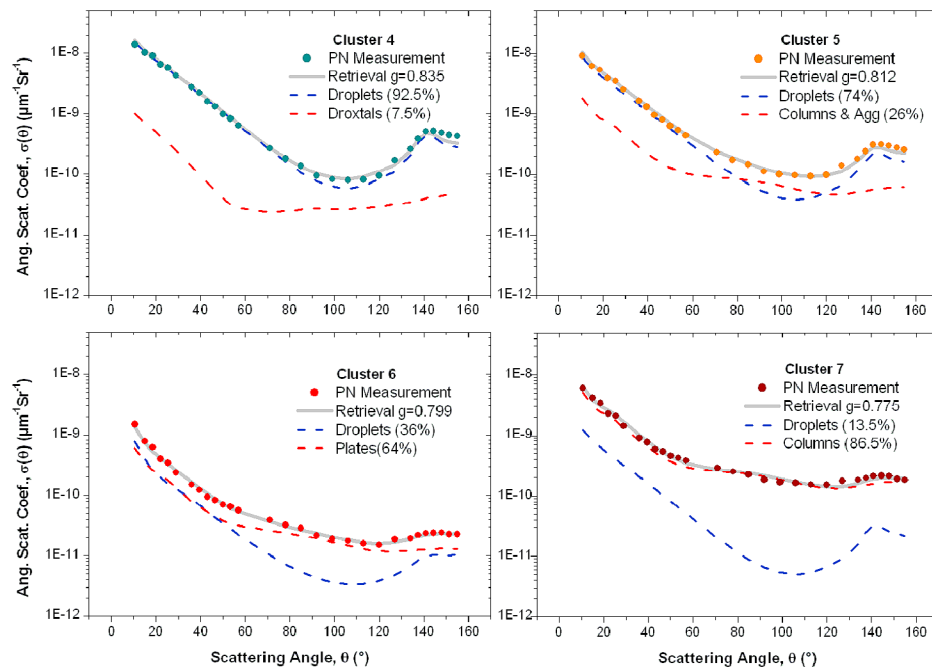 Cluster 4
PN Measurement
Retrieval g=0.835
Droplets (92.5%)
Droxtals (7.5%)
1E-8
1E-9
1E-10
1E-11
1E-12
Ang. Scat. Coef., σ(θ) (μm⁻¹Sr⁻¹)
0 20 40 60 80 100 120 140 160
Cluster 5
PN Measurement
Retrieval g=0.812
Droplets (74%)
Columns & Agg (26%)
1E-8
1E-9
1E-10
1E-11
1E-12
0 20 40 60 80 100 120 140 160
Cluster 6
PN Measurement
Retrieval g=0.799
Droplets (36%)
Plates(64%)
1E-8
1E-9
1E-10
1E-11
1E-12
Ang. Scat. Coef., σ(θ) (μm⁻¹Sr⁻¹)
0 20 40 60 80 100 120 140 160
Scattering Angle, θ (°)
Cluster 7
PN Measurement
Retrieval g=0.775
Droplets (13.5%)
Columns (86.5%)
1E-8
1E-9
1E-10
1E-11
1E-12
0 20 40 60 80 100 120 140 160
Scattering Angle, θ (°)